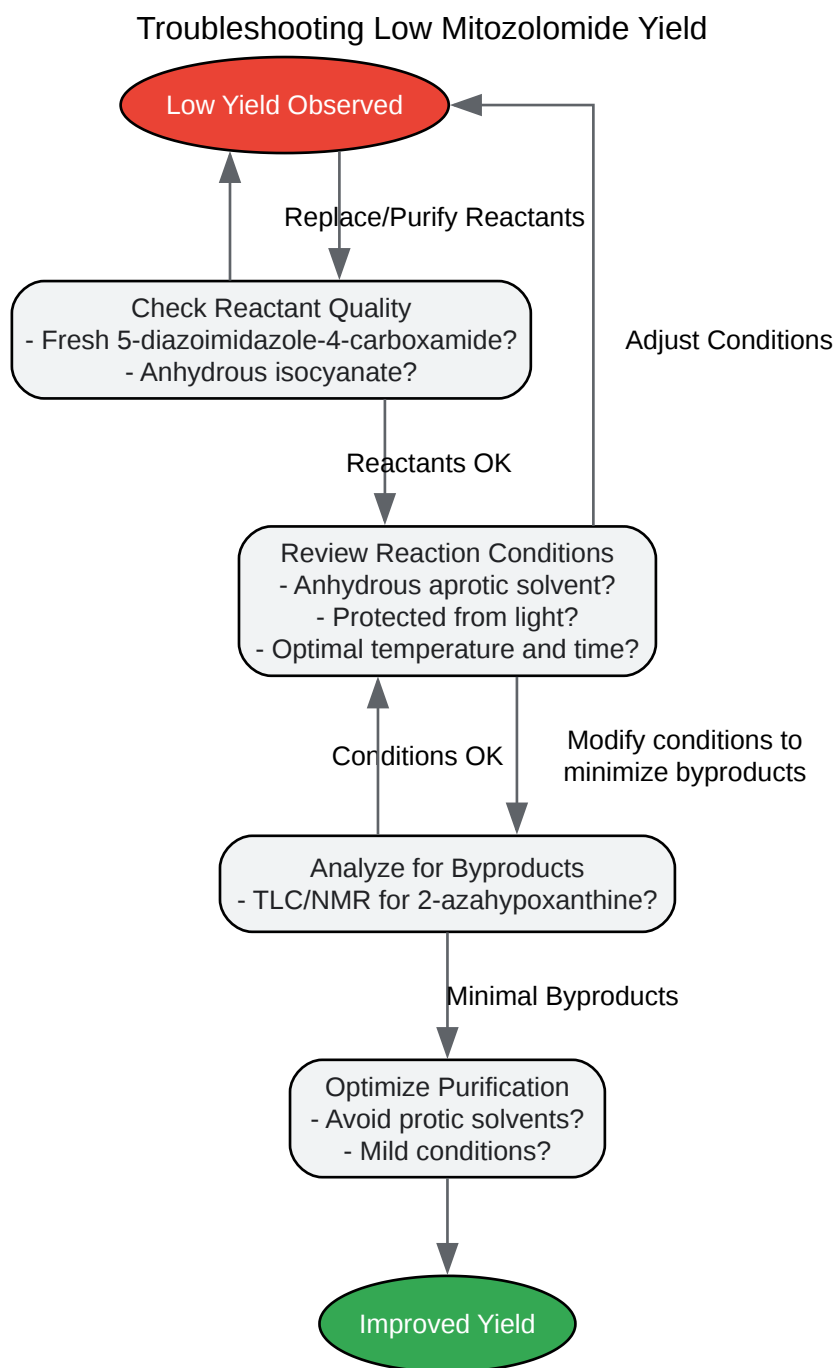 Troubleshooting Low Mitozolomide Yield
Low Yield Observed
Replace/Purify Reactants
Check Reactant Quality
- Fresh 5-diazoimidazole-4-carboxamide?
- Anhydrous isocyanate?
Adjust Conditions
Reactants OK
Review Reaction Conditions
- Anhydrous aprotic solvent?
- Protected from light?
- Optimal temperature and time?
Conditions OK
Modify conditions to
minimize byproducts
Analyze for Byproducts
- TLC/NMR for 2-azahypoxanthine?
Minimal Byproducts
Optimize Purification
- Avoid protic solvents?
- Mild conditions?
Improved Yield